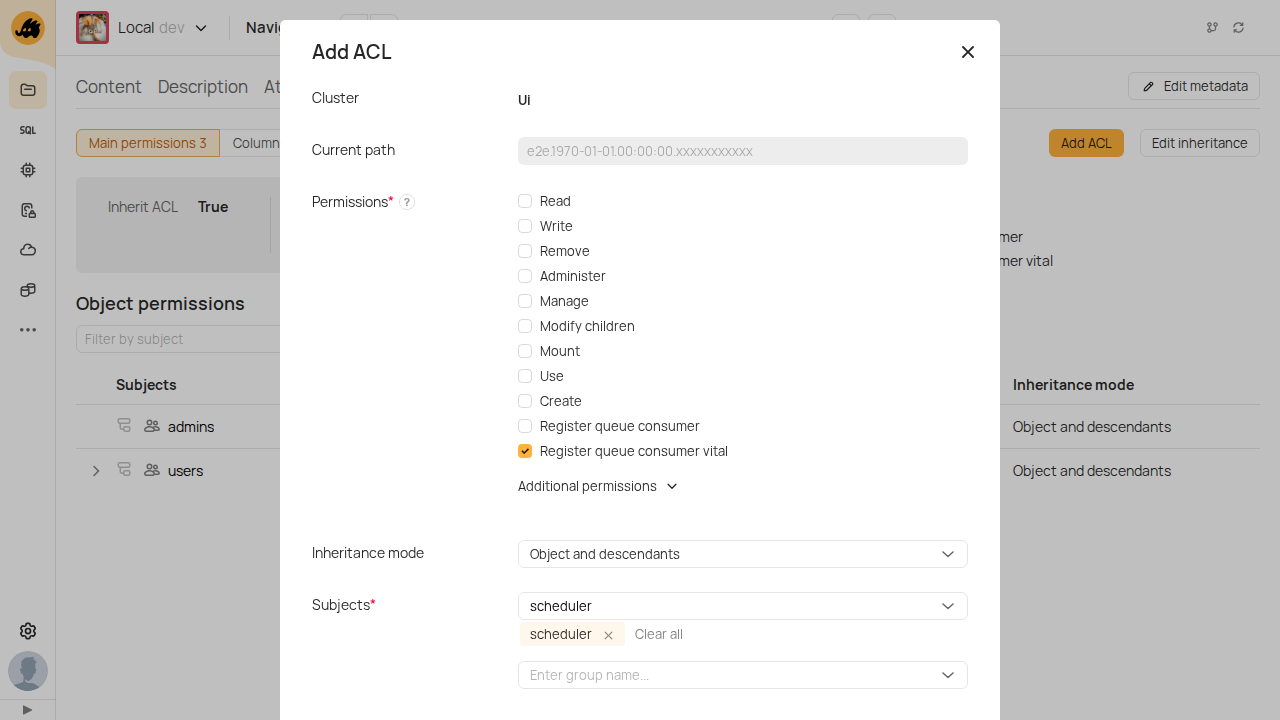 Local dev
Navi
Add ACL
Content Description At
Edit metadata
Cluster
Ui
Main permissions 3
Column
Current path
e2e.1970-01-01.00:00:00.xxxxxxxxxxx
Add ACL
Edit inheritance
Permissions* ?
Read
Write
Remove
Administer
Manage
Modify children
Mount
Use
Create
Register queue consumer
Register queue consumer vital
Additional permissions
Inherit ACL True
mer
mer vital
Object permissions
Filter by subject
Subjects
Inheritance mode
admins
Object and descendants
users
Object and descendants
Inheritance mode
Object and descendants
Subjects*
scheduler
scheduler
Clear all
Enter group name...
SQL